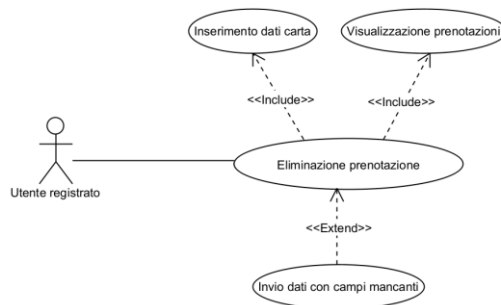 Inserimento dati carta
Visualizzazione prenotazioni
<<Include>>
<<Include>>
Eliminazione prenotazione
Utente registrato
<<Extend>>
Invio dati con campi mancanti